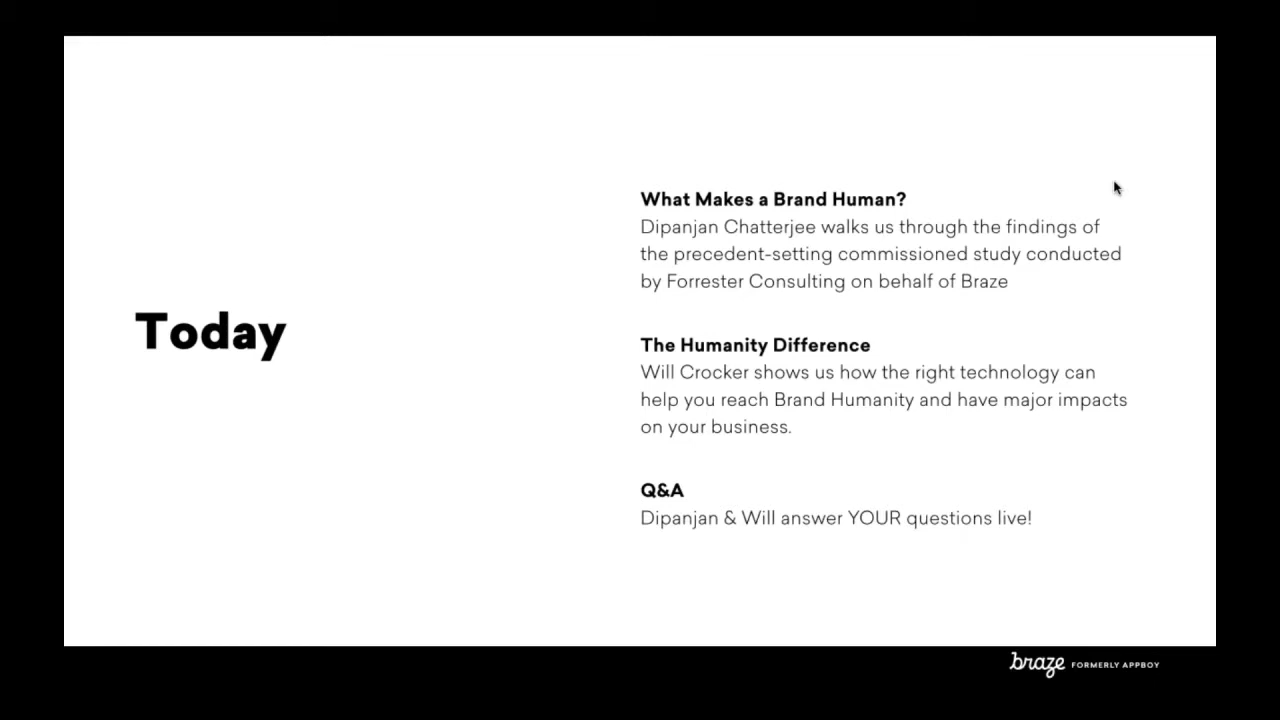 Today
What Makes a Brand Human?
Dipanjan Chatterjee walks us through the findings of
the precedent-setting commissioned study conducted
by Forrester Consulting on behalf of Braze
The Humanity Difference
Will Crocker shows us how the right technology can
help you reach Brand Humanity and have major impacts
on your business.
Q&A
Dipanjan & Will answer YOUR questions live!
braze FORMERLY APPBOY